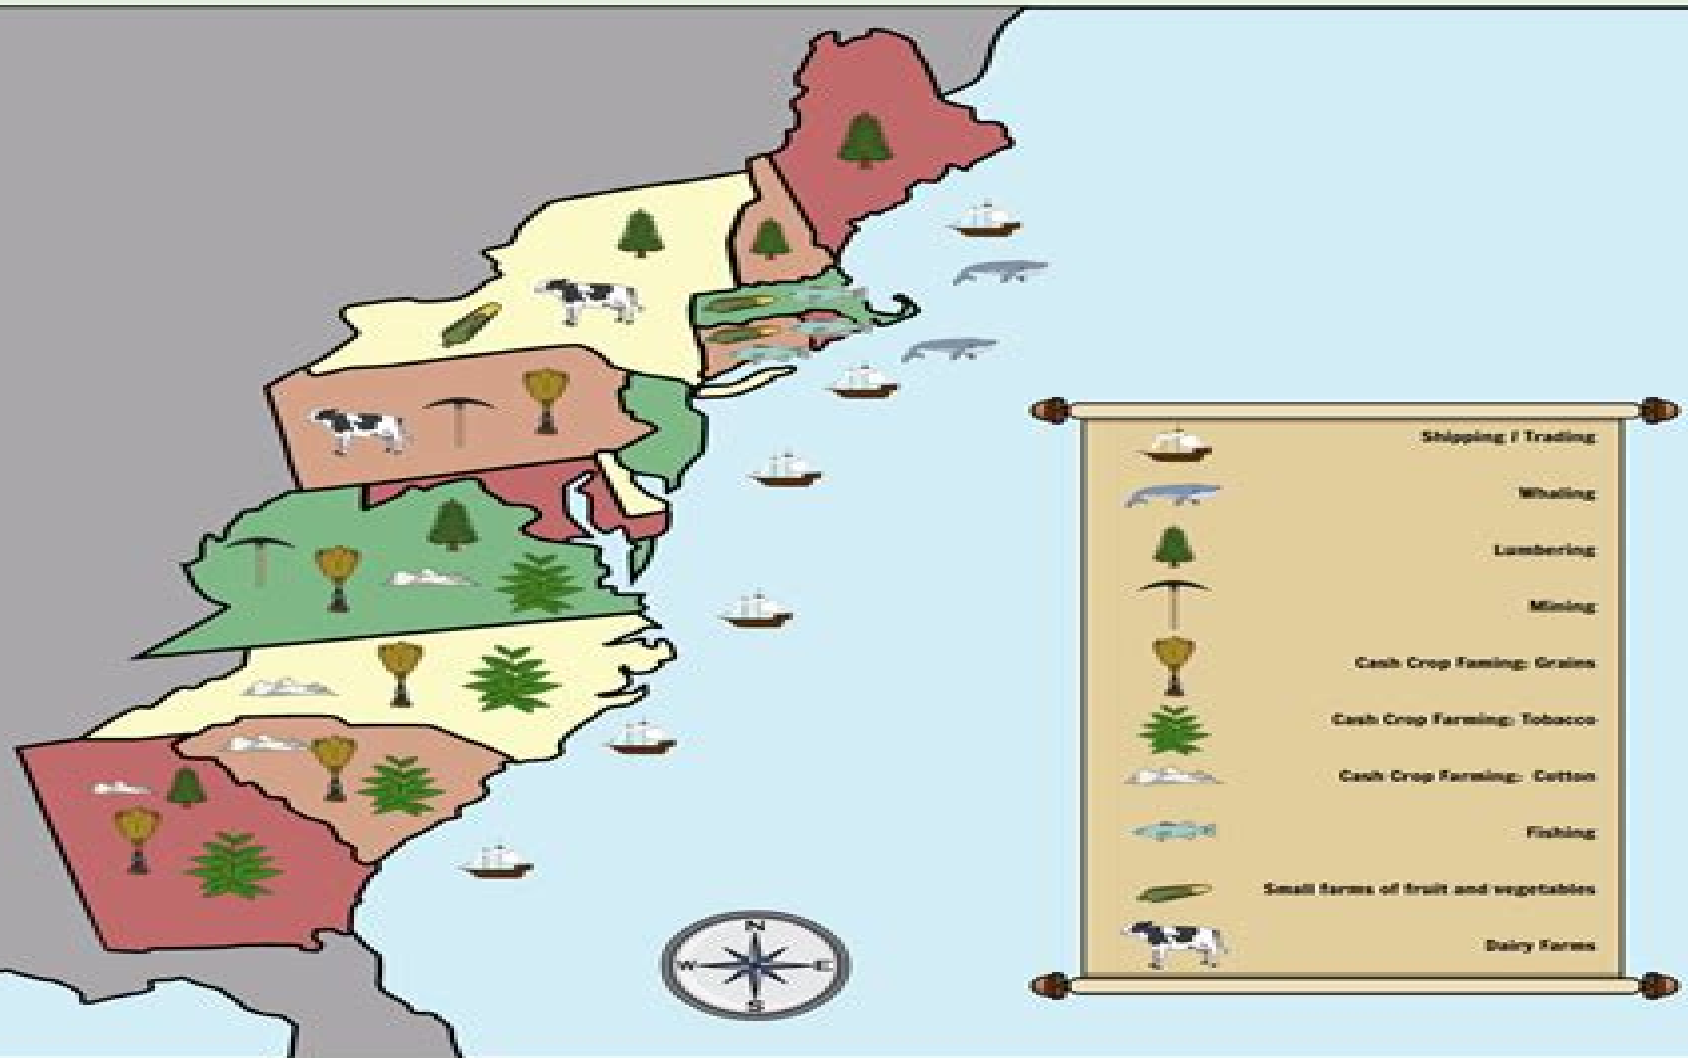 Shipping / Trading
Whaling
Lumbering
Mining
Cash Crop Faming: Grains
Cash Crop Farming: Tobacco
Cash Crop Farming: Cotton
Fishing
Small farms of fruit and vegetables
Dairy Farms
N
W E
S